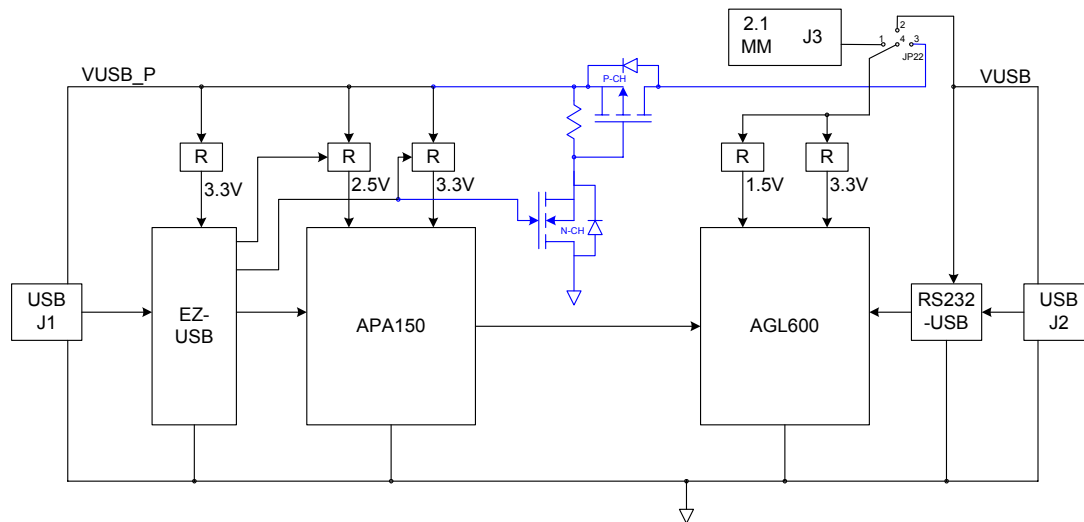 2.1
MM
J3
2
1
4
3
JP22
VUSB_P
P-CH
VUSB
R
R
R
R
R
3.3V
2.5V
3.3V
1.5V
3.3V
N-CH
USB
J1
EZ-
USB
APA150
AGL600
RS232
-USB
USB
J2